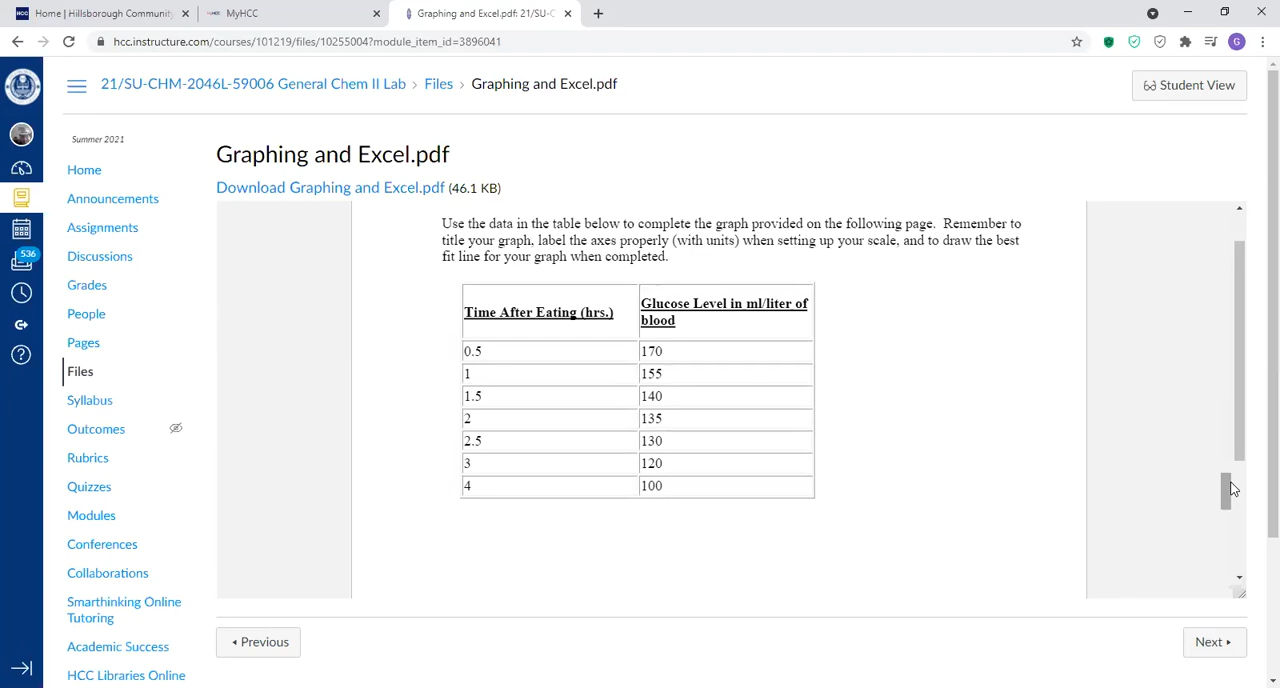 Home | Hillsborough Community
MyHCC
Graphing and Excel.pdf: 21/SU-C
hcc.instructure.com/courses/101219/files/10255004?module_item_id=3896041
G
21/SU-CHM-2046L-59006 General Chem II Lab › Files › Graphing and Excel.pdf
Student View
Summer 2021
Home
Announcements
Assignments
Discussions
Grades
People
Pages
Files
Syllabus
Outcomes
Rubrics
Quizzes
Modules
Conferences
Collaborations
Smarthinking Online
Tutoring
Academic Success
HCC Libraries Online
536
Graphing and Excel.pdf
Download Graphing and Excel.pdf (46.1 KB)
Use the data in the table below to complete the graph provided on the following page. Remember to
title your graph, label the axes properly (with units) when setting up your scale, and to draw the best
fit line for your graph when completed.
Time After Eating (hrs.) Glucose Level in ml/liter of
blood
0.5 170
1 155
1.5 140
2 135
2.5 130
3 120
4 100
Previous
Next